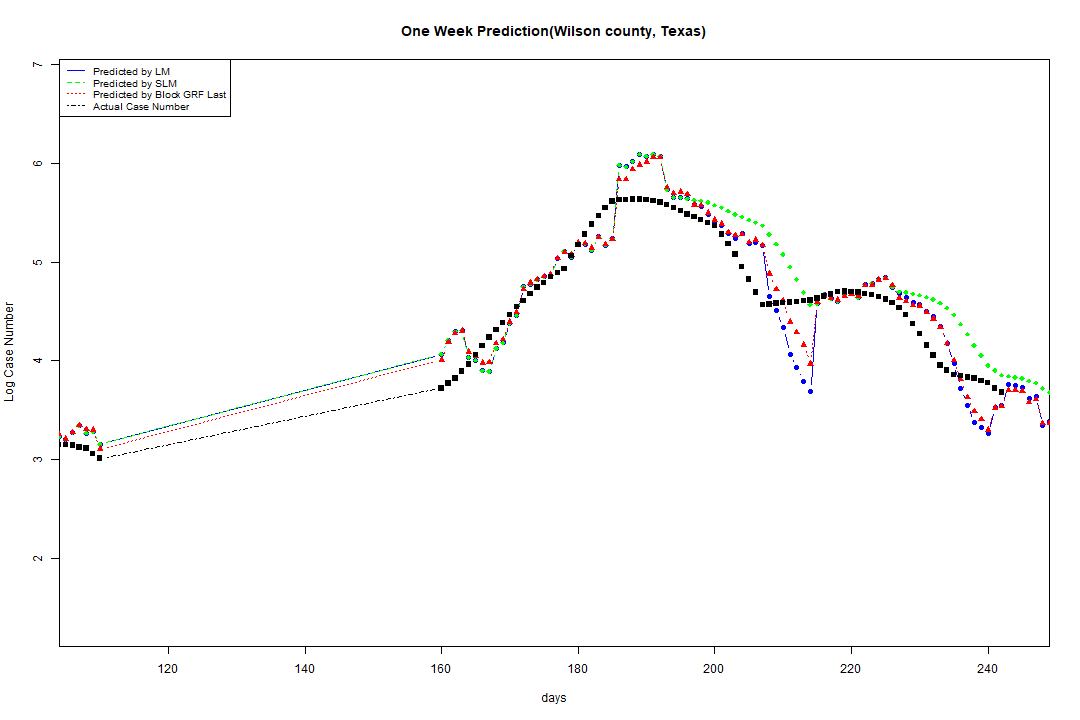 One Week Prediction(Wilson county, Texas)
Predicted by LM
Predicted by SLM
Predicted by Block GRF Last
Actual Case Number
7
6
5
4
3
2
Log Case Number
120 140 160 180 200 220 240
days